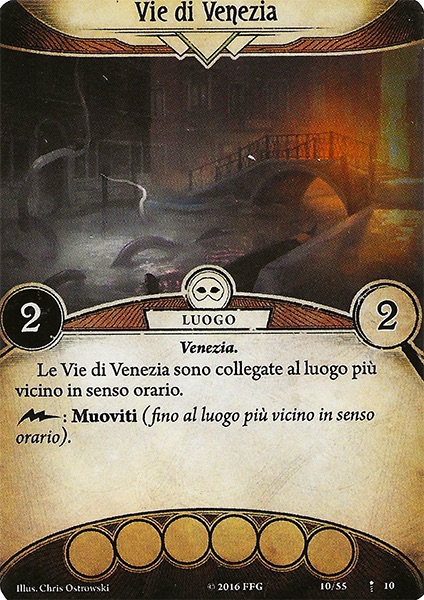 Vie di Venezia
2
LUOGO
2
Venezia.
Le Vie di Venezia sono collegate al luogo più
vicino in senso orario.
: Muoviti (fino al luogo più vicino in senso
orario).
Illus. Chris Ostrowski © 2016 FFG 10/55 10